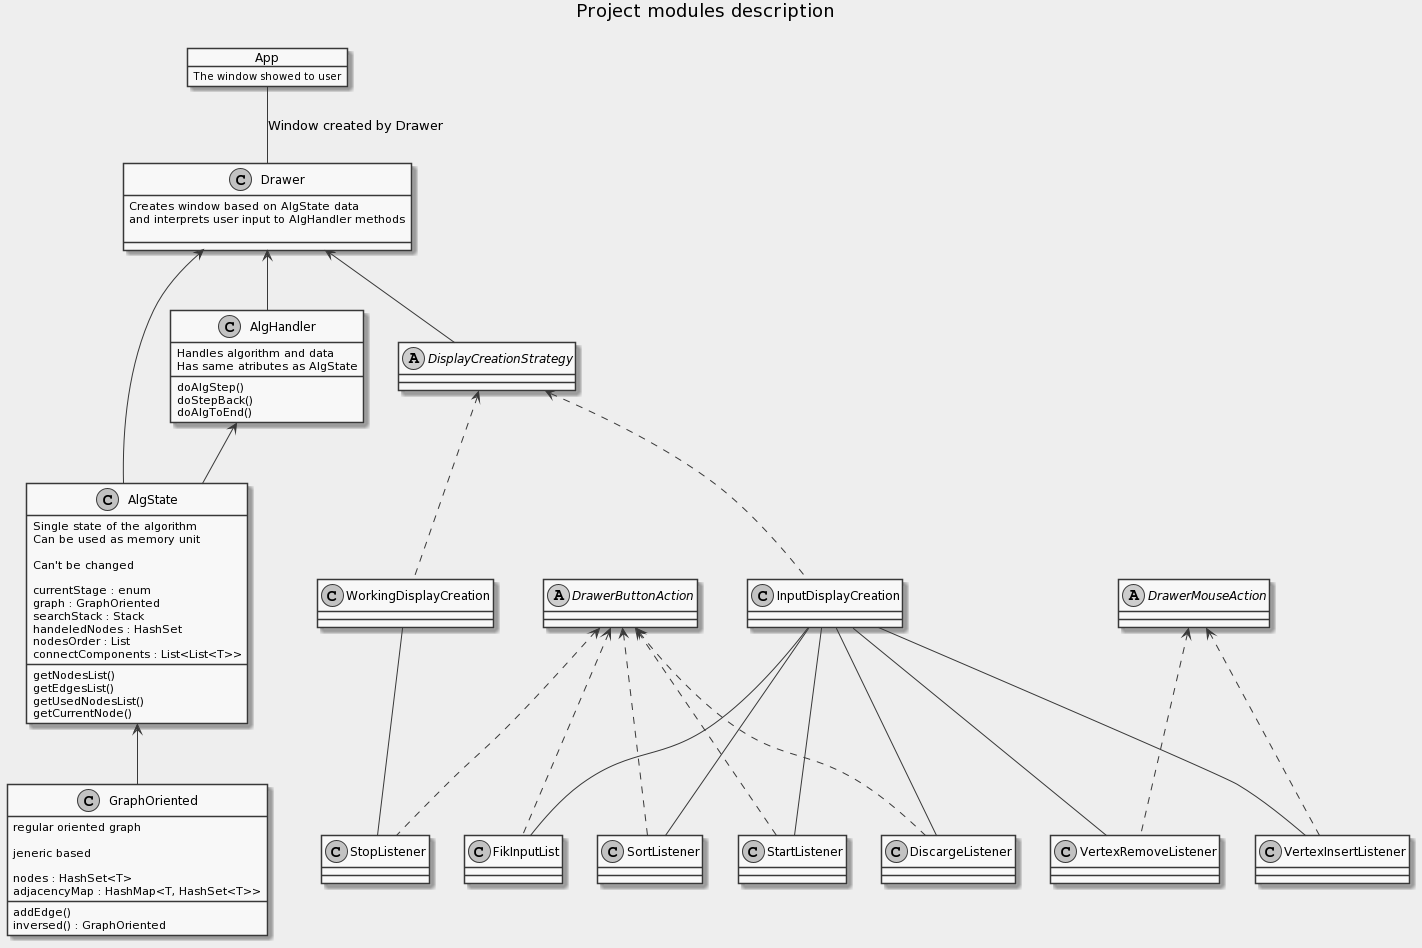 Project modules description
App
The window showed to user
Window created by Drawer
C Drawer
Creates window based on AlgState data
and interprets user input to AlgHandler methods
C AlgHandler
Handles algorithm and data
Has same atributes as AlgState
doAlgStep()
doStepBack()
doAlgToEnd()
A DisplayCreationStrategy
C AlgState
Single state of the algorithm
Can be used as memory unit
Can't be changed
currentStage : enum
graph : GraphOriented
searchStack : Stack
handeledNodes : HashSet
nodesOrder : List
connectComponents : List<List<T>>
getNodesList()
getEdgesList()
getUsedNodesList()
getCurrentNode()
C WorkingDisplayCreation
A DrawerButtonAction
C InputDisplayCreation
A DrawerMouseAction
C GraphOriented
regular oriented graph
jeneric based
nodes : HashSet<T>
adjacencyMap : HashMap<T, HashSet<T>>
addEdge()
inversed() : GraphOriented
C StopListener
C FikInputList
C SortListener
C StartListener
C DiscargeListener
C VertexRemoveListener
C VertexInsertListener